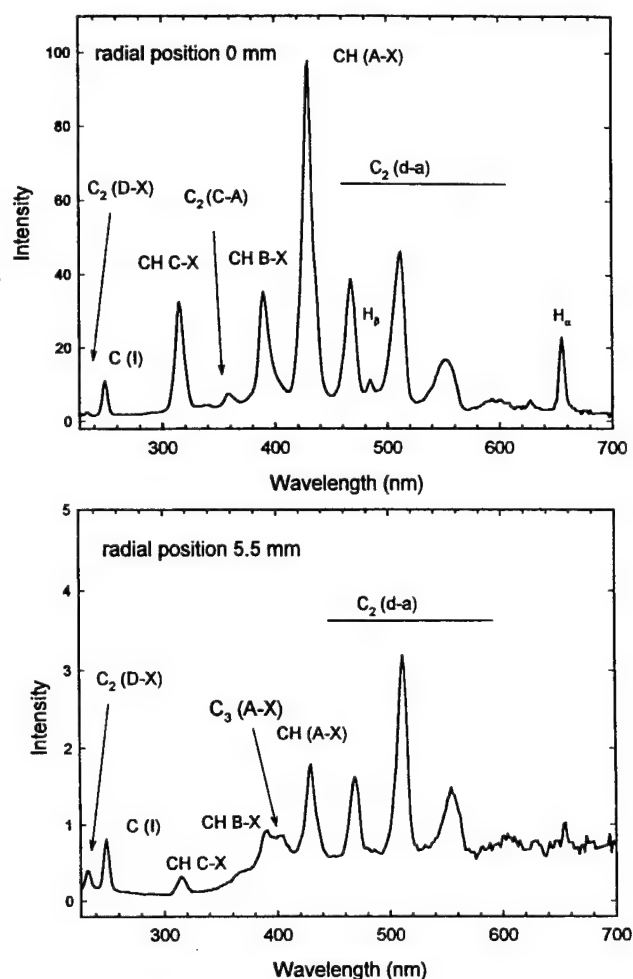 radial position 0 mm
CH (A-X)
C₂ (d-a)
C₂ (D-X)
C₂ (C-A)
CH C-X
CH B-X
C (I)
Hβ
Hα
Intensity
100
80
60
40
20
0
300 400 500 600 700
Wavelength (nm)
radial position 5.5 mm
C₂ (d-a)
C₂ (D-X)
C₃ (A-X)
CH (A-X)
C (I)
CH B-X
CH C-X
Intensity
5
4
3
2
1
0
300 400 500 600 700
Wavelength (nm)